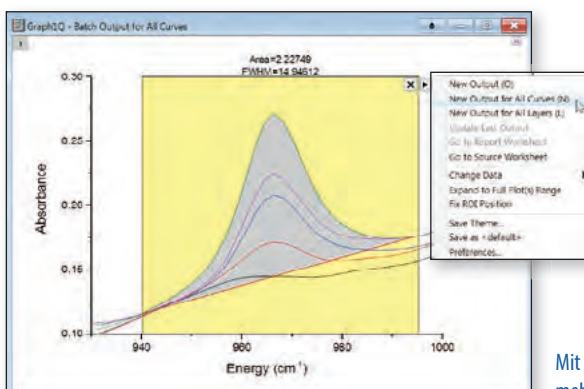 Graph1Q - Batch Output for All Curves
1
Area=2.22749
FWHM=14.94612
0.30
0.25
0.20
0.15
0.10
Absorbance
940
960
980
1000
Energy (cm⁻¹)
New Output (O)
New Output for All Curves (N)
New Output for All Layers (L)
Update Last Output
Go to Report Worksheet
Go to Source Worksheet
Change Data
Expand to Full Plot(s) Range
Fix ROI Position
Save Theme...
Save as <default>
Preferences...
Mit